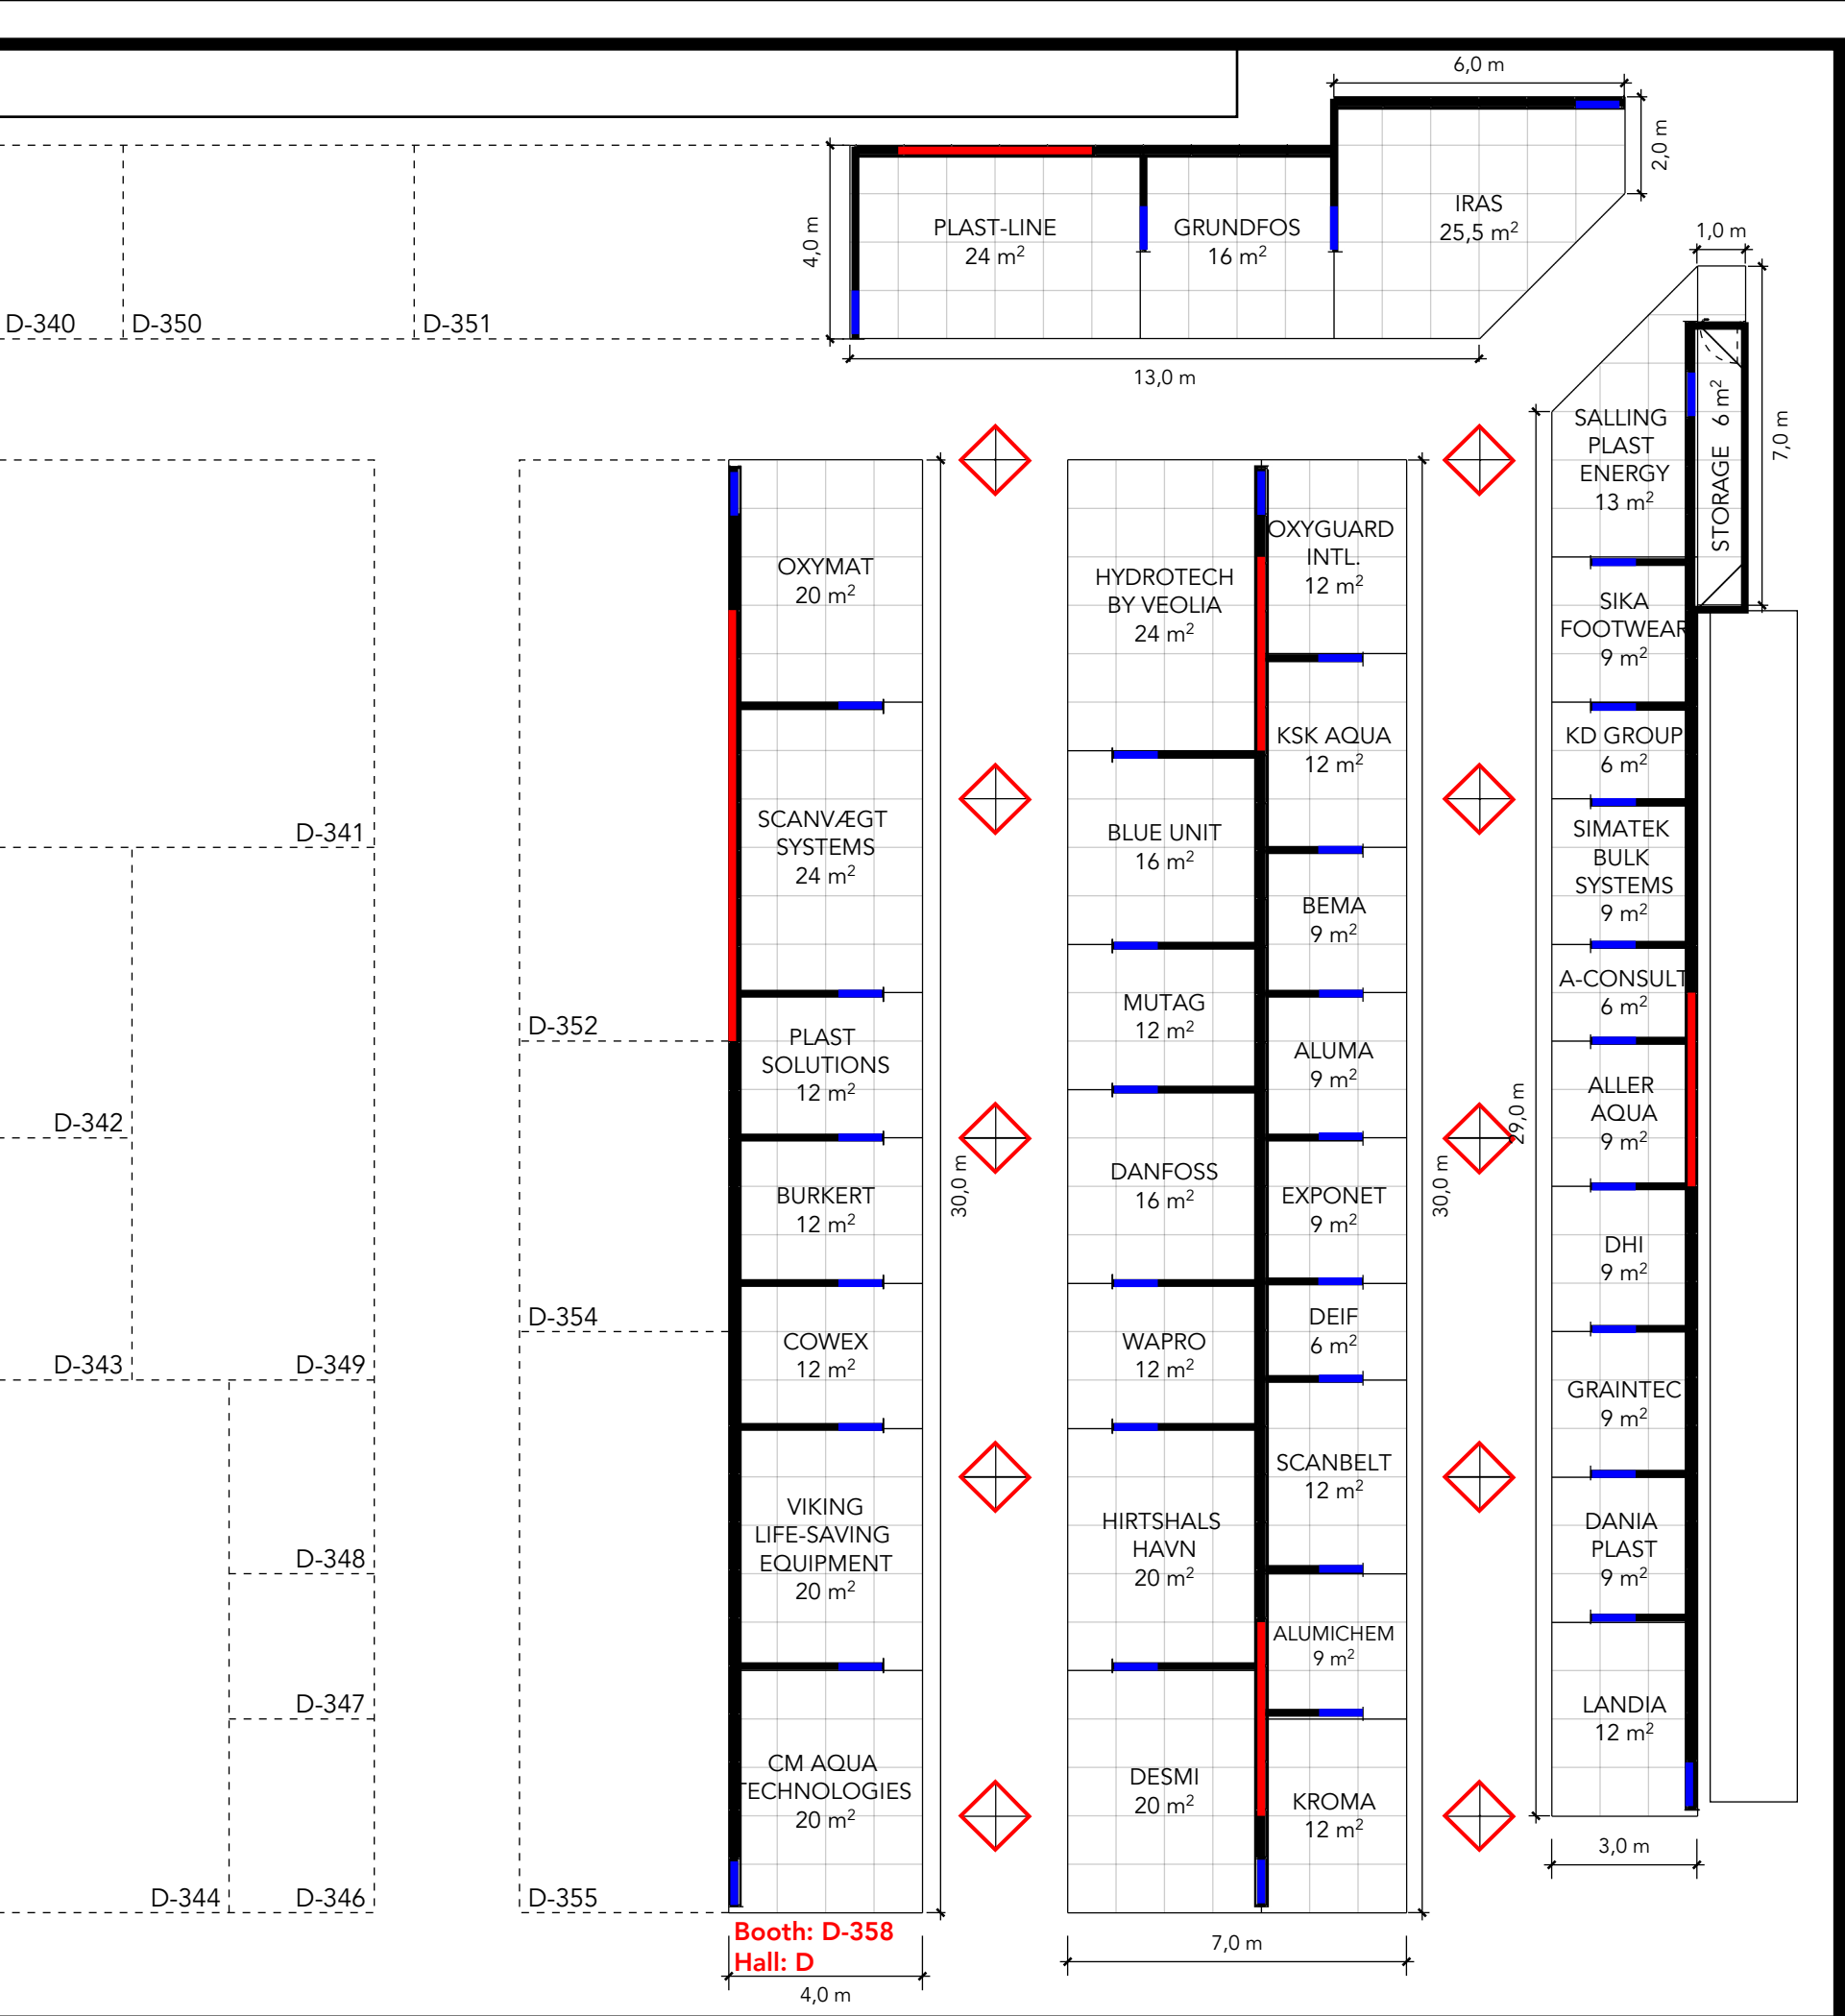 6,0 m
2,0 m
4,0 m
PLAST-LINE
24 m²
GRUNDFOS
16 m²
IRAS
25,5 m²
13,0 m
1,0 m
7,0 m
D-340
D-350
D-351
D-341
D-342
D-343
D-349
D-348
D-347
D-344
D-346
D-352
D-354
D-355
OXYMAT
20 m²
SCANVÆGT
SYSTEMS
24 m²
PLAST
SOLUTIONS
12 m²
BURKERT
12 m²
COWEX
12 m²
VIKING
LIFE-SAVING
EQUIPMENT
20 m²
CM AQUA
TECHNOLOGIES
20 m²
30,0 m
Booth: D-358
Hall: D
4,0 m
HYDROTECH
BY VEOLIA
24 m²
BLUE UNIT
16 m²
MUTAG
12 m²
DANFOSS
16 m²
WAPRO
12 m²
HIRTSHALS
HAVN
20 m²
DESMI
20 m²
OXYGUARD
INTL.
12 m²
KSK AQUA
12 m²
BEMA
9 m²
ALUMA
9 m²
EXPONET
9 m²
DEIF
6 m²
SCANBELT
12 m²
ALUMICHEM
9 m²
KROMA
12 m²
30,0 m
7,0 m
29,0 m
SALLING
PLAST
ENERGY
13 m²
STORAGE 6 m²
SIKA
FOOTWEAR
9 m²
KD GROUP
6 m²
SIMATEK
BULK
SYSTEMS
9 m²
A-CONSULT
6 m²
ALLER
AQUA
9 m²
DHI
9 m²
GRAINTEC
9 m²
DANIA
PLAST
9 m²
LANDIA
12 m²
3,0 m